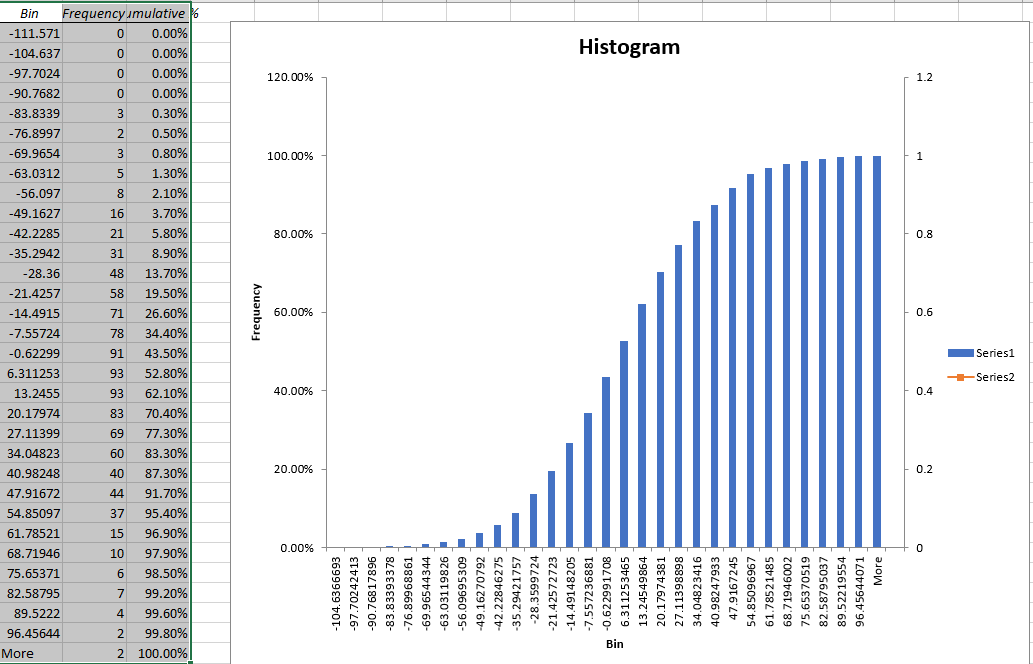 Bin Frequency umulative %
-111.571 0 0.00%
-104.637 0 0.00%
-97.7024 0 0.00%
-90.7682 0 0.00%
-83.8339 3 0.30%
-76.8997 2 0.50%
-69.9654 3 0.80%
-63.0312 5 1.30%
-56.097 8 2.10%
-49.1627 16 3.70%
-42.2285 21 5.80%
-35.2942 31 8.90%
-28.36 48 13.70%
-21.4257 58 19.50%
-14.4915 71 26.60%
-7.55724 78 34.40%
-0.62299 91 43.50%
6.311253 93 52.80%
13.2455 93 62.10%
20.17974 83 70.40%
27.11399 69 77.30%
34.04823 60 83.30%
40.98248 40 87.30%
47.91672 44 91.70%
54.85097 37 95.40%
61.78521 15 96.90%
68.71946 10 97.90%
75.65371 6 98.50%
82.58795 7 99.20%
89.5222 4 99.60%
96.45644 2 99.80%
More 2 100.00%
Histogram
120.00%
100.00%
80.00%
60.00%
40.00%
20.00%
0.00%
Frequency
1.2
1
0.8
0.6
0.4
0.2
0
Series1
Series2
-104.6366693
-97.70242413
-90.76817896
-83.83393378
-76.89968861
-69.96544344
-63.03119826
-56.09695309
-49.16270792
-42.22846275
-35.29421757
-28.3599724
-21.42572723
-14.49148205
-7.557236881
-0.622991708
6.311253465
13.24549864
20.17974381
27.11398898
34.04823416
40.98247933
47.9167245
54.85096967
61.78521485
68.71946002
75.65370519
82.58795037
89.52219554
96.45644071
More
Bin